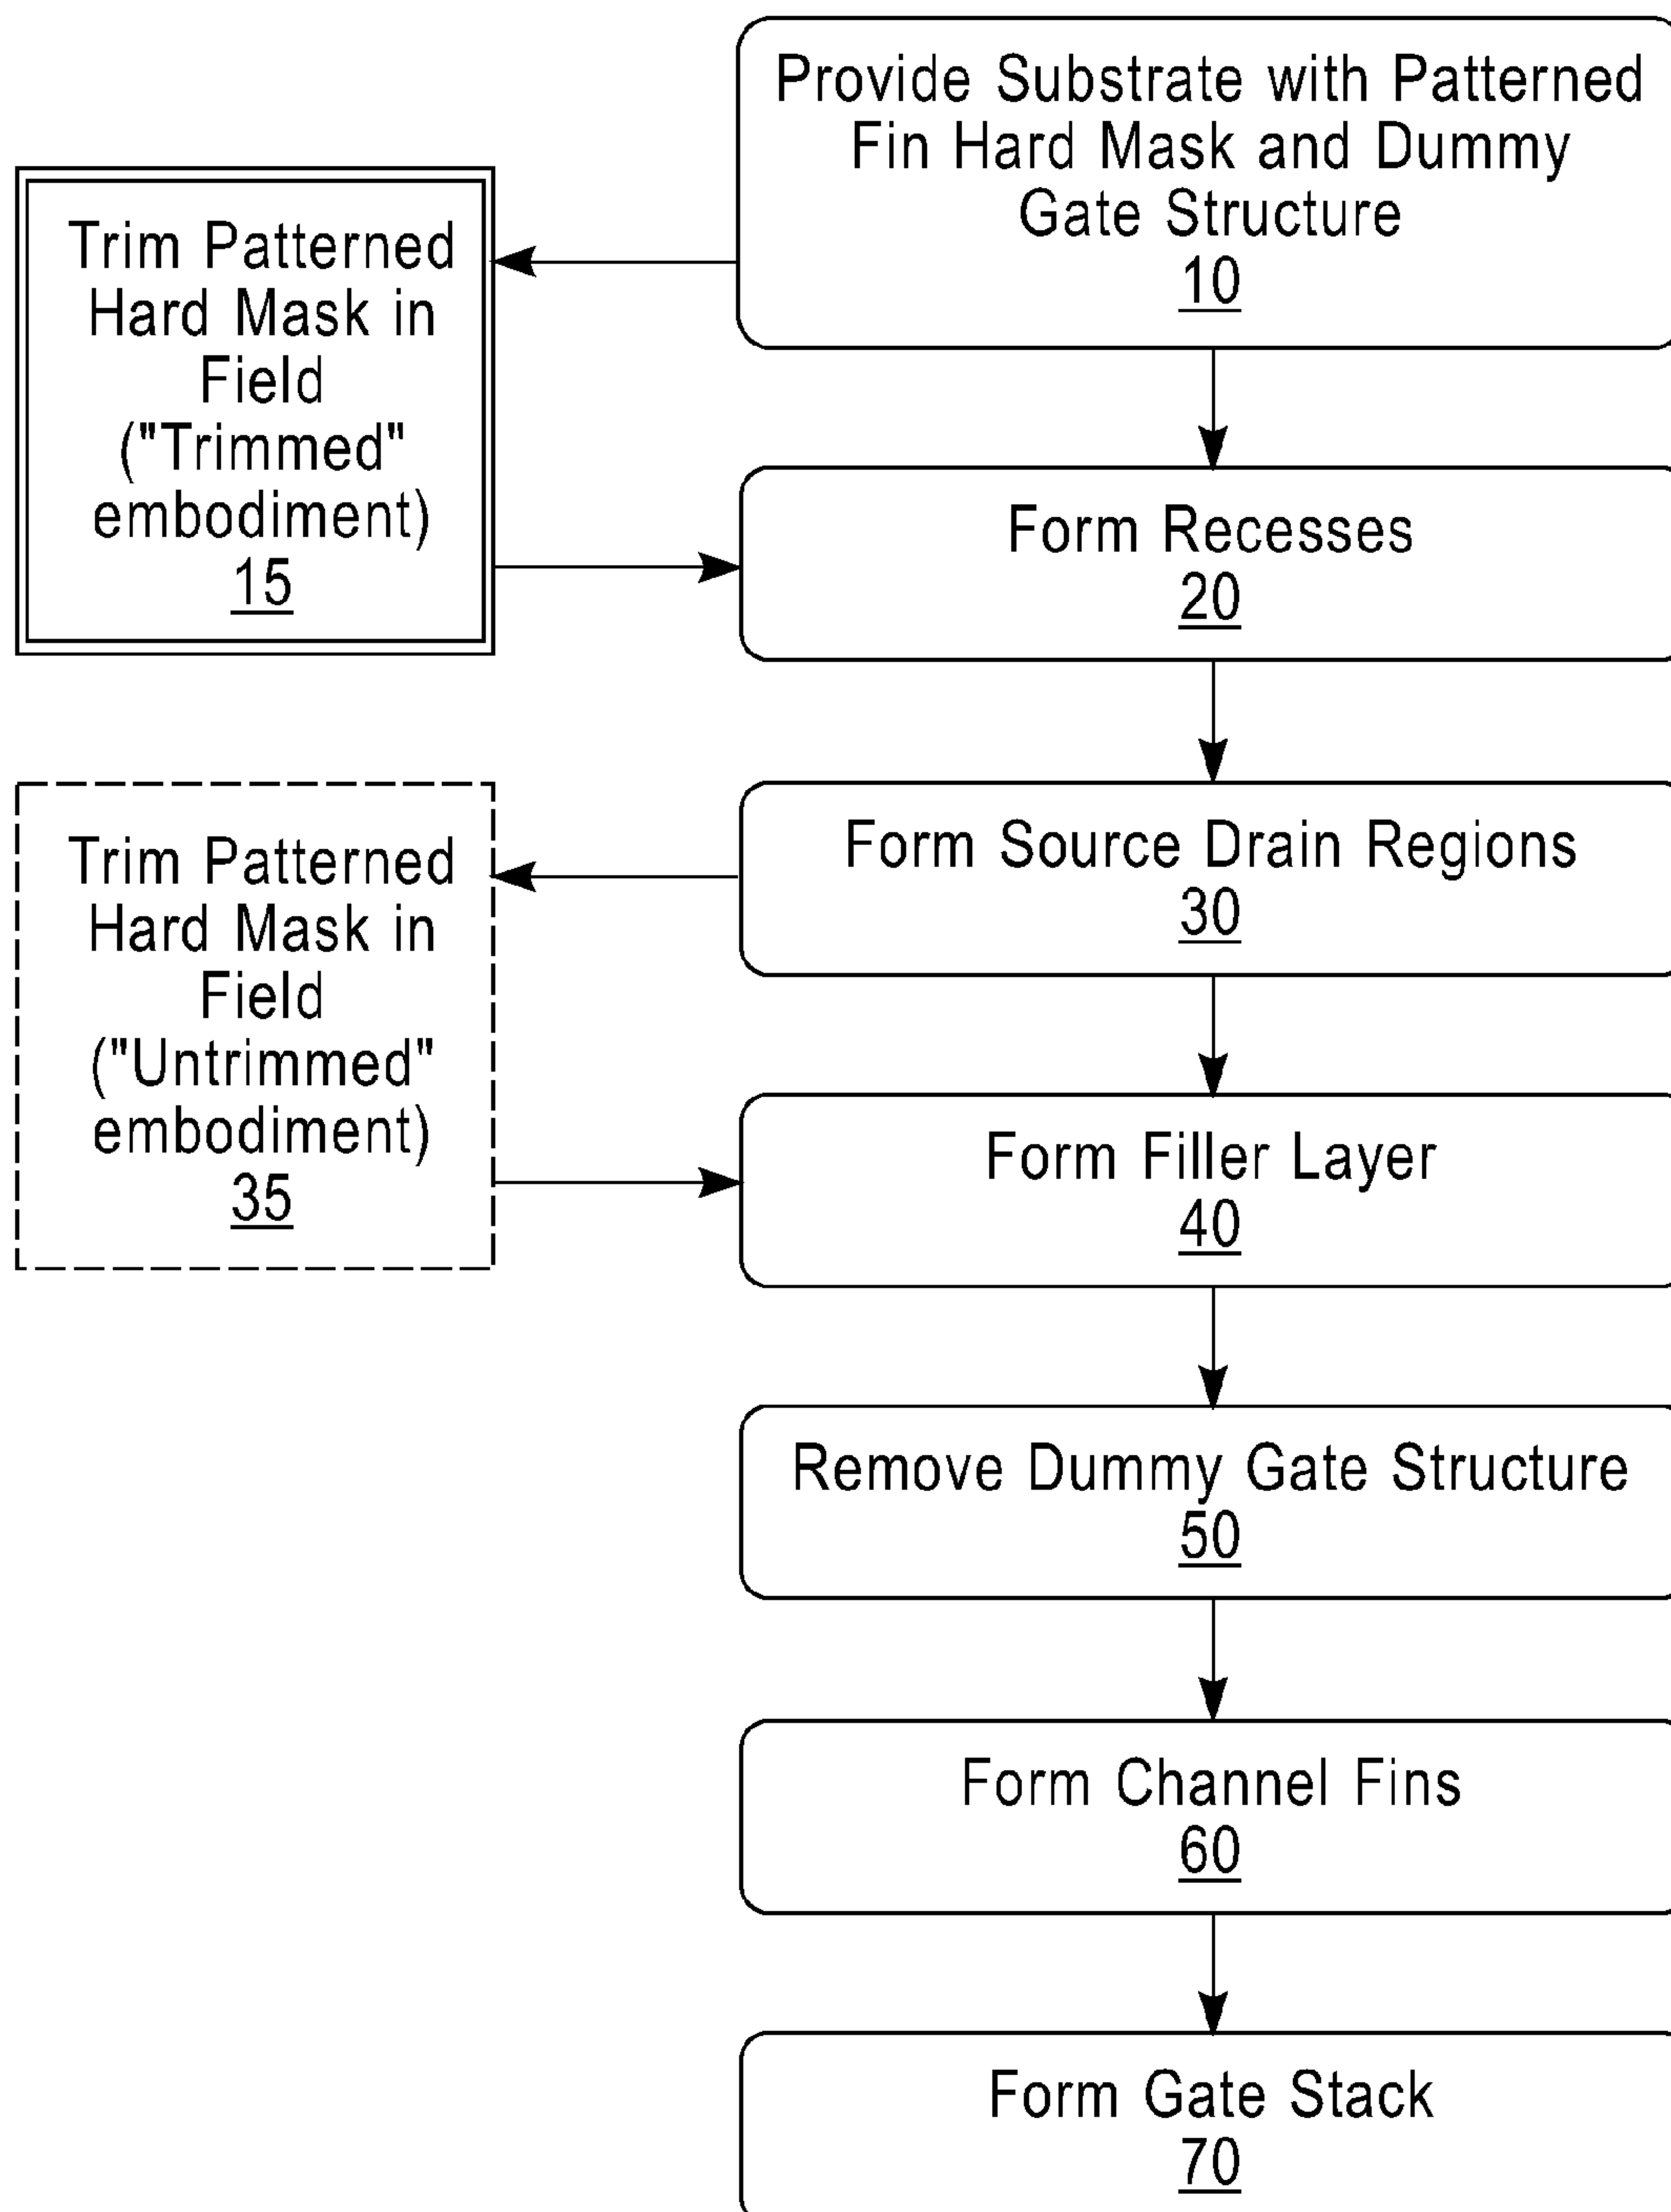 Provide Substrate with Patterned
Fin Hard Mask and Dummy
Gate Structure
10
Trim Patterned
Hard Mask in
Field
("Trimmed"
embodiment)
15
Form Recesses
20
Form Source Drain Regions
30
Trim Patterned
Hard Mask in
Field
("Untrimmed"
embodiment)
35
Form Filler Layer
40
Remove Dummy Gate Structure
50
Form Channel Fins
60
Form Gate Stack
70